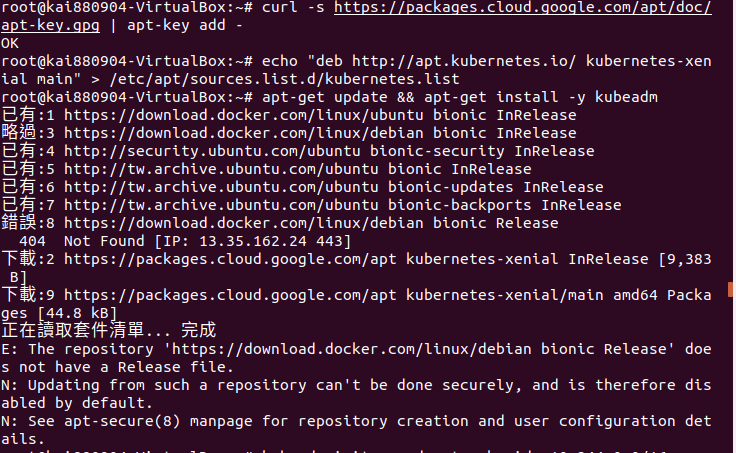 root@kai880904-VirtualBox:~# curl -s https://packages.cloud.google.com/apt/doc/
apt-key.gpg | apt-key add -
OK
root@kai880904-VirtualBox:~# echo "deb http://apt.kubernetes.io/ kubernetes-xen
ial main" > /etc/apt/sources.list.d/kubernetes.list
root@kai880904-VirtualBox:~# apt-get update && apt-get install -y kubeadm
已有:1 https://download.docker.com/linux/ubuntu bionic InRelease
略過:3 https://download.docker.com/linux/debian bionic InRelease
已有:4 http://security.ubuntu.com/ubuntu bionic-security InRelease
已有:5 http://tw.archive.ubuntu.com/ubuntu bionic InRelease
已有:6 http://tw.archive.ubuntu.com/ubuntu bionic-updates InRelease
已有:7 http://tw.archive.ubuntu.com/ubuntu bionic-backports InRelease
錯誤:8 https://download.docker.com/linux/debian bionic Release
  404  Not Found [IP: 13.35.162.24 443]
下載:2 https://packages.cloud.google.com/apt kubernetes-xenial InRelease [9,383
 B]
下載:9 https://packages.cloud.google.com/apt kubernetes-xenial/main amd64 Packa
ges [44.8 kB]
正在讀取套件清單... 完成
E: The repository 'https://download.docker.com/linux/debian bionic Release' doe
s not have a Release file.
N: Updating from such a repository can't be done securely, and is therefore dis
abled by default.
N: See apt-secure(8) manpage for repository creation and user configuration det
ails.